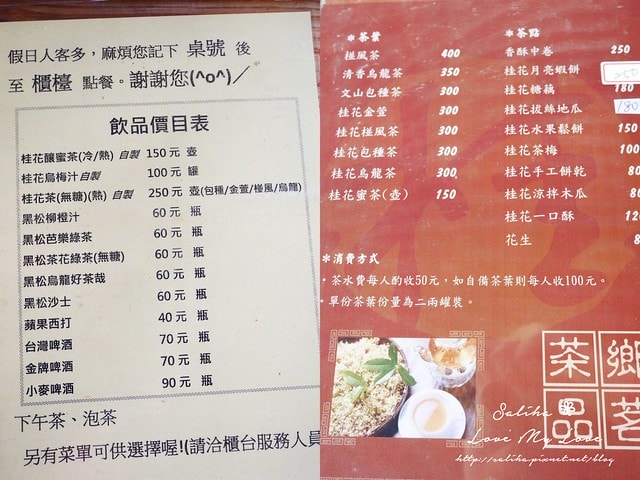 假日人客多，麻煩您記下 桌號 後
至 櫃檯 點餐。謝謝您(^o^)／
飲品價目表
桂花釀蜜茶(冷/熱) 自製 150 元 壺
桂花烏梅汁 自製 100 元 罐
桂花茶(無糖)(熱) 自製 250 元 壺(包種/金萱/椪風/烏龍)
黑松柳橙汁 60 元 瓶
黑松芭樂綠茶 60 元 瓶
黑松茶花綠茶(無糖) 60 元 瓶
黑松烏龍好茶哉 60 元 瓶
黑松沙士 60 元 瓶
蘋果西打 40 元 瓶
台灣啤酒 70 元 瓶
金牌啤酒 70 元 瓶
小麥啤酒 90 元 瓶
下午茶、泡茶
另有菜單可供選擇喔!(請洽櫃台服務人員
＊茶葉
椪風茶 400
清香烏龍茶 350
文山包種茶 300
桂花金萱 300
桂花椪風茶 300
桂花包種茶 300
桂花烏龍茶 300
桂花蜜茶(壺) 150
＊茶點
香酥中卷 250
桂花月亮蝦餅
桂花糖藕 180
桂花拔絲地瓜 180
桂花水果鬆餅 150
桂花茶梅 100
桂花手工餅乾 80
桂花涼拌木瓜 80
桂花一口酥 120
花生 8
＊消費方式
·茶水費每人酌收50元，如自備茶葉則每人收100元。
·單份茶葉份量為二兩罐裝。
茶鄉
品茗
Saliha
Love My Love
http://saliha.pixnet.net/blog